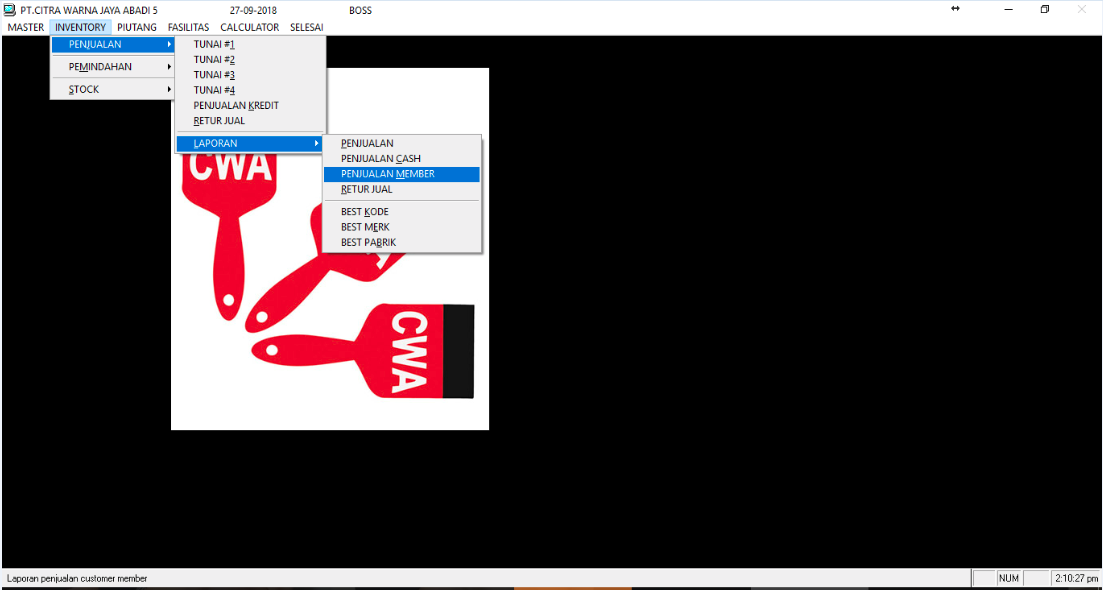 PT.CITRA WARNA JAYA ABADI 5 27-09-2018 BOSS
MASTER INVENTORY PIUTANG FASILITAS CALCULATOR SELESAI
PENJUALAN
PEMINDAHAN
STOCK
TUNAI #1
TUNAI #2
TUNAI #3
TUNAI #4
PENJUALAN KREDIT
RETUR JUAL
LAPORAN
PENJUALAN
PENJUALAN CASH
PENJUALAN MEMBER
RETUR JUAL
BEST KODE
BEST MERK
BEST PABRIK
CWA
CWA
Laporan penjualan customer member NUM 2:10:27 pm